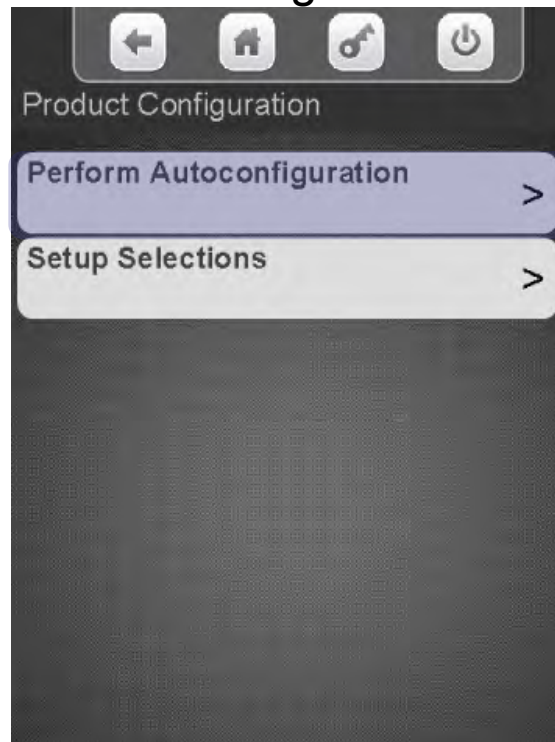 Product Configuration
Perform Autoconfiguration
>
Setup Selections
>